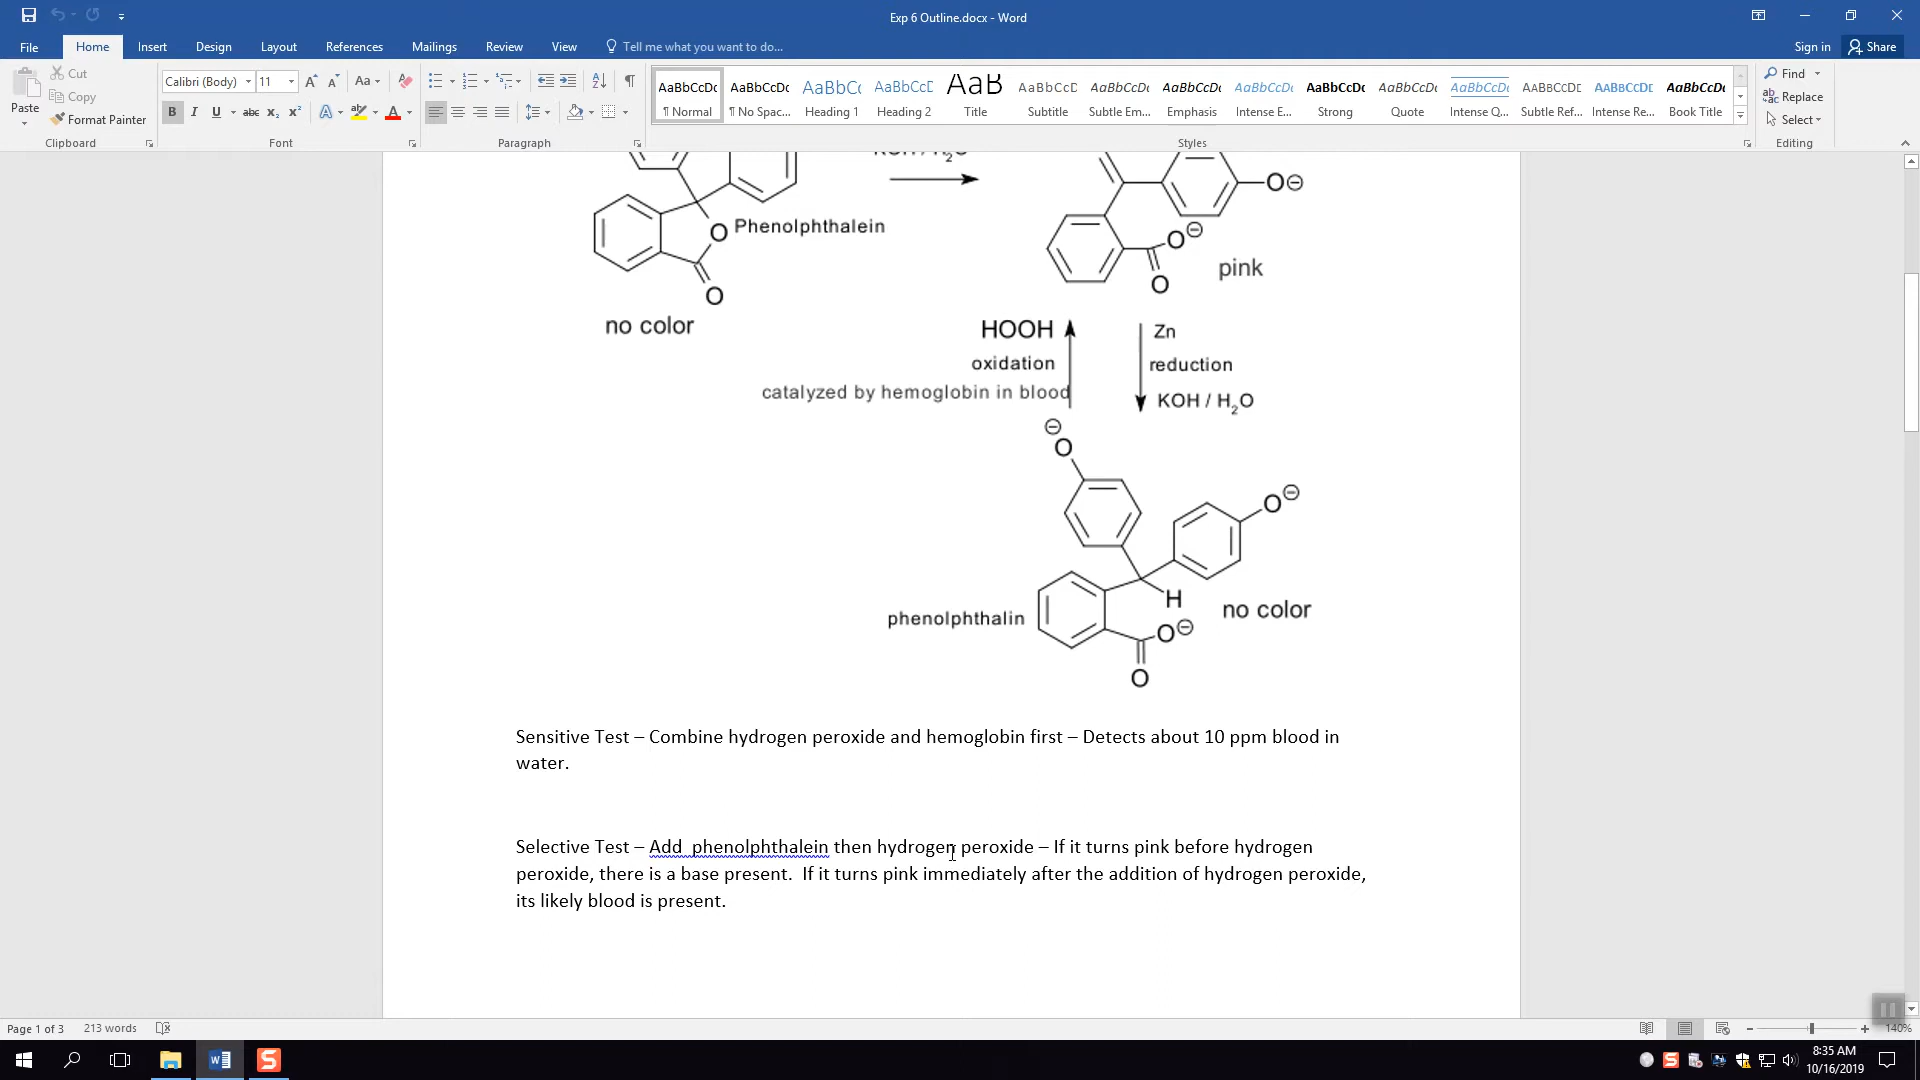 Exp 6 Outline.docx - Word
File Home Insert Design Layout References Mailings Review View Tell me what you want to do... Sign in Share
Paste
Cut
Copy
Format Painter
Calibri (Body) 11
B I U abc x₂ x²
AaBbCcDc AaBbCcDc AaBbCc AaBbCcD AaB AaBbCcD AaBbCcDc AaBbCcDc AaBbCcDc AaBbCcDc AaBbCcDc AaBbCcDc AABBCCDD AABBCCDD AaBbCcDc
¶ Normal ¶ No Spac... Heading 1 Heading 2 Title Subtitle Subtle Em... Emphasis Intense E... Strong Quote Intense Q... Subtle Ref... Intense Re... Book Title
Find
Replace
Select
Clipboard Font Paragraph Styles Editing
KOH / H₂O
O⊖
O Phenolphthalein
O⊖
O
O
pink
no color
HOOH
Zn
oxidation
reduction
catalyzed by hemoglobin in blood
KOH / H₂O
⊖
O
O⊖
H
phenolphthalin
no color
O⊖
O
Sensitive Test – Combine hydrogen peroxide and hemoglobin first – Detects about 10 ppm blood in
water.
Selective Test – Add  phenolphthalein then hydrogen peroxide – If it turns pink before hydrogen
peroxide, there is a base present.  If it turns pink immediately after the addition of hydrogen peroxide,
its likely blood is present.
Page 1 of 3 213 words 140%
8:35 AM
10/16/2019